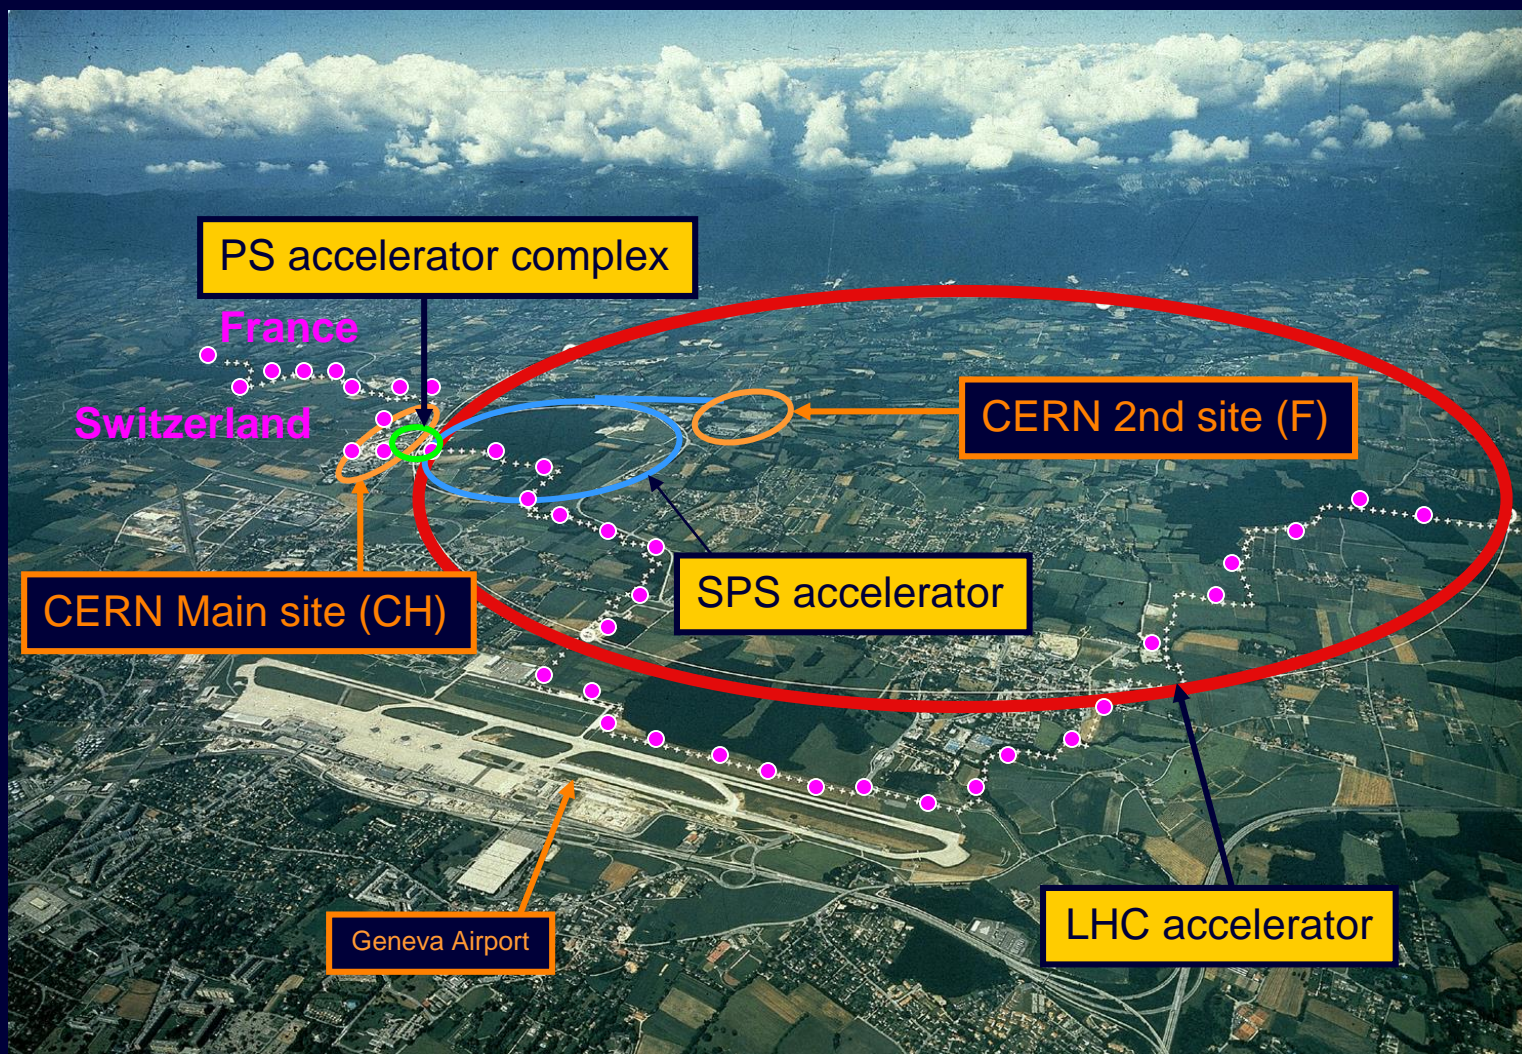 PS accelerator complex
France
Switzerland
CERN 2nd site (F)
SPS accelerator
CERN Main site (CH)
Geneva Airport
LHC accelerator